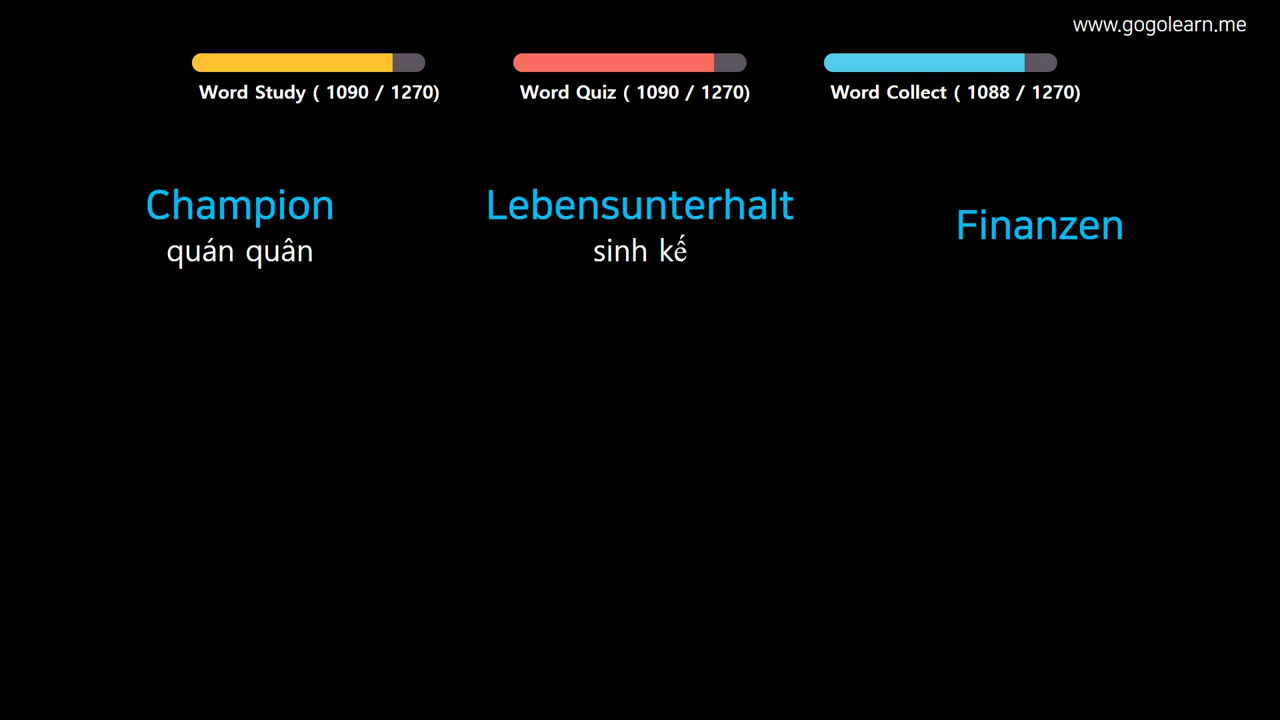 www.gogolearn.me
Word Study ( 1090 / 1270)
Word Quiz ( 1090 / 1270)
Word Collect ( 1088 / 1270)
Champion
quán quân
Lebensunterhalt
sinh kế
Finanzen